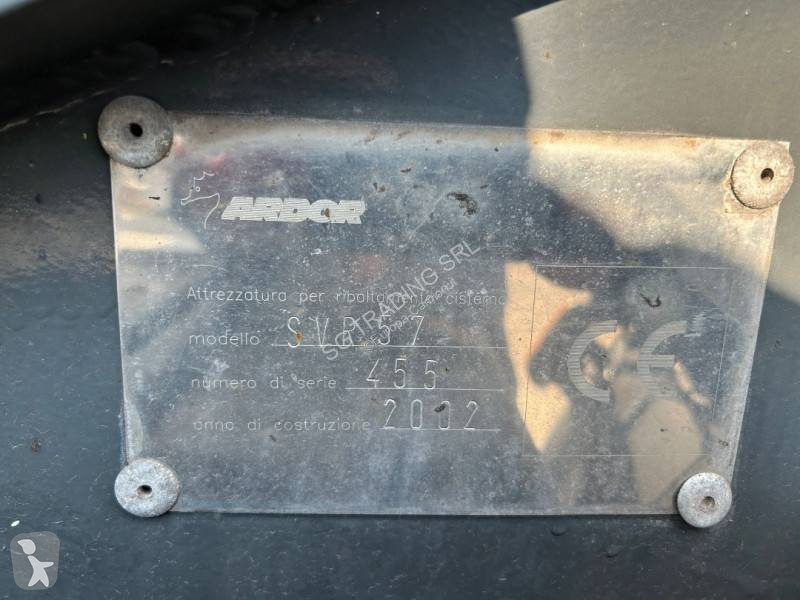 ARDOR
Attrezzatura per ribaltamento cisterna
modello SVR 37
numero di serie 455
anno di costruzione 2002
CE
SG TRADING SRL